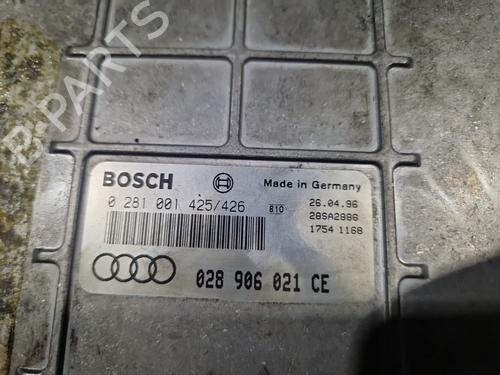 B-PARTS
BOSCH
Made in Germany
0 281 001 425/426
810
26.04.96
28SA2886
1754 1168
028 906 021 CE